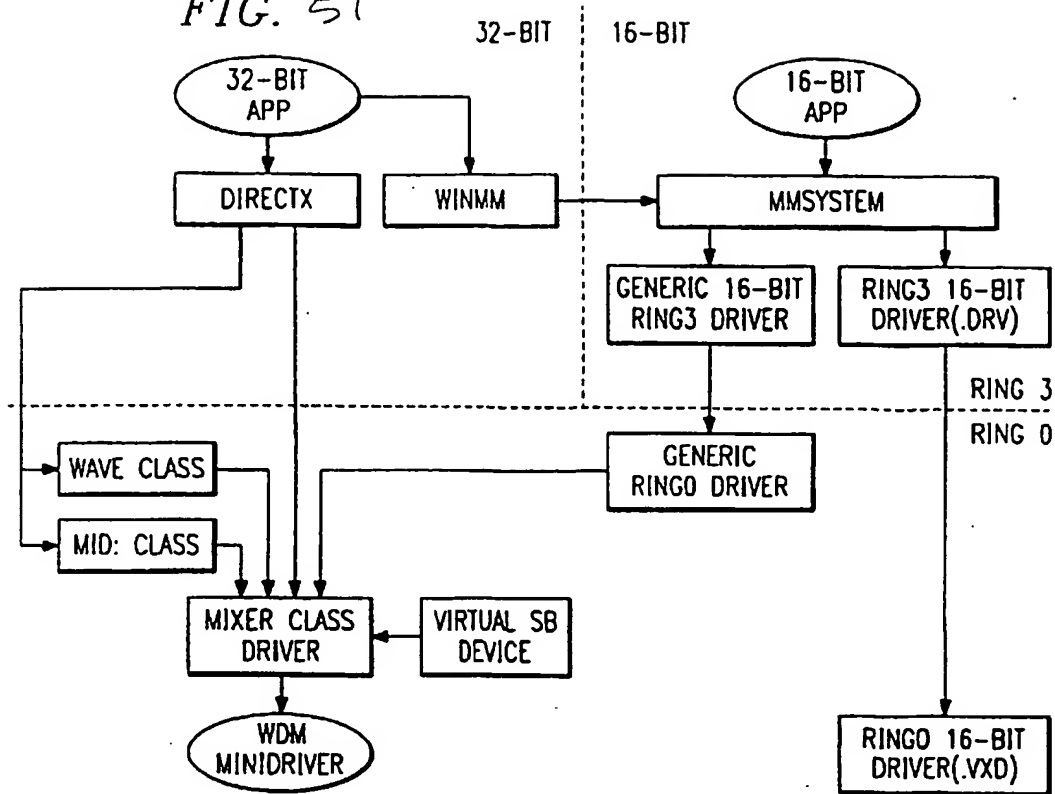 FIG. 51
32-BIT
16-BIT
32-BIT
APP
16-BIT
APP
DIRECTX
WINMM
MMSYSTEM
GENERIC 16-BIT
RING3 DRIVER
RING3 16-BIT
DRIVER(.DRV)
RING 3
RING 0
WAVE CLASS
GENERIC
RING0 DRIVER
MID: CLASS
MIXER CLASS
DRIVER
VIRTUAL SB
DEVICE
WDM
MINIDRIVER
RING0 16-BIT
DRIVER(.VXD)